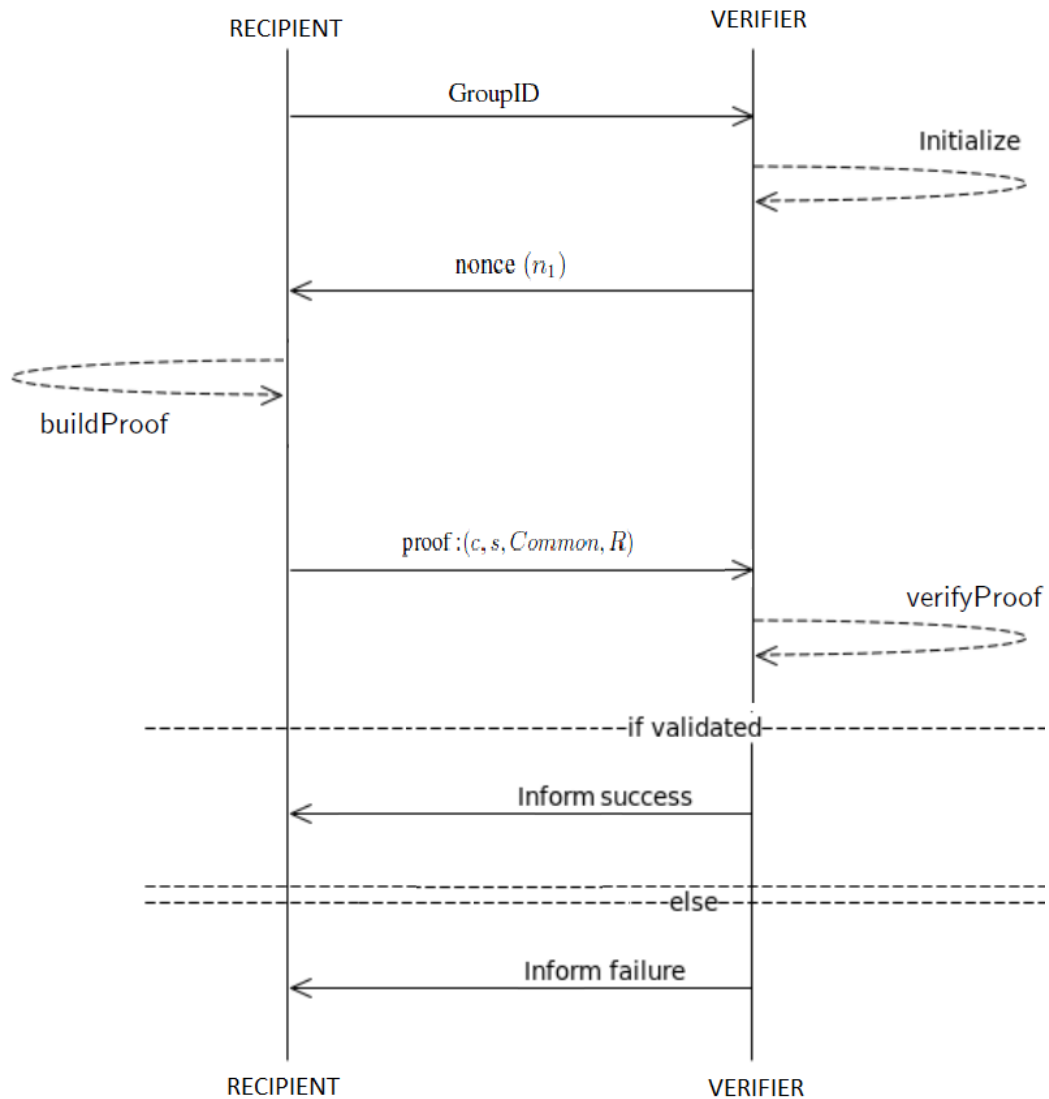 RECIPIENT
VERIFIER
GroupID
Initialize
nonce (n₁)
buildProof
proof :(c, s, Common, R)
verifyProof
if validated
Inform success
else
Inform failure
RECIPIENT
VERIFIER